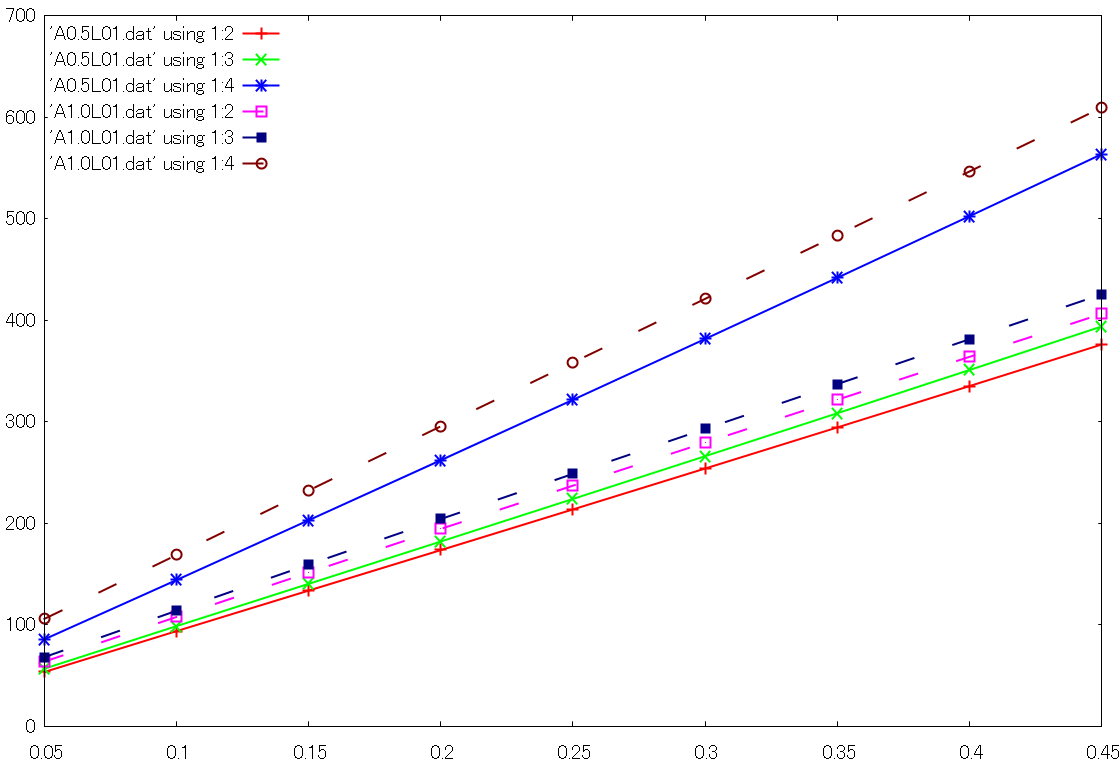 700
600
500
400
300
200
100
0
'A0.5L01.dat' using 1:2
'A0.5L01.dat' using 1:3
'A0.5L01.dat' using 1:4
'A1.0L01.dat' using 1:2
'A1.0L01.dat' using 1:3
'A1.0L01.dat' using 1:4
0.05 0.1 0.15 0.2 0.25 0.3 0.35 0.4 0.45